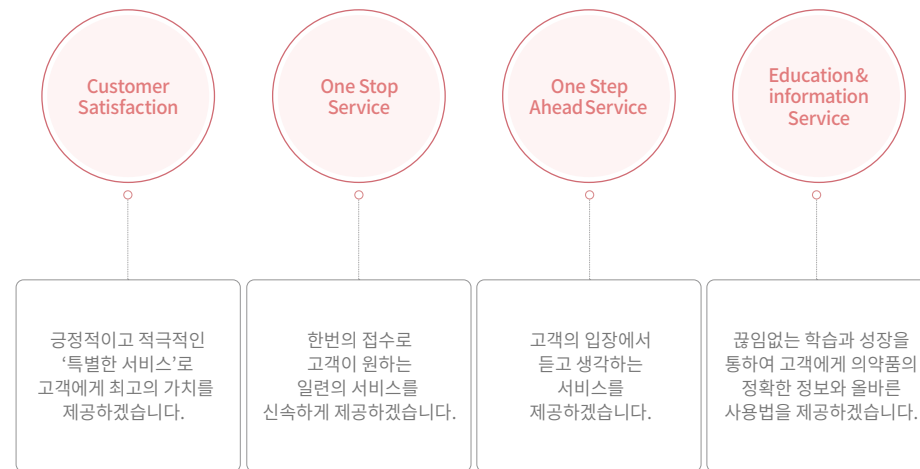 Customer
Satisfaction
One Stop
Service
One Step
Ahead Service
Education &
information
Service
긍정적이고 적극적인
‘특별한 서비스’로
고객에게 최고의 가치를
제공하겠습니다.
한번의 접수로
고객이 원하는
일련의 서비스를
신속하게 제공하겠습니다.
고객의 입장에서
듣고 생각하는
서비스를
제공하겠습니다.
끊임없는 학습과 성장을
통하여 고객에게 의약품의
정확한 정보와 올바른
사용법을 제공하겠습니다.